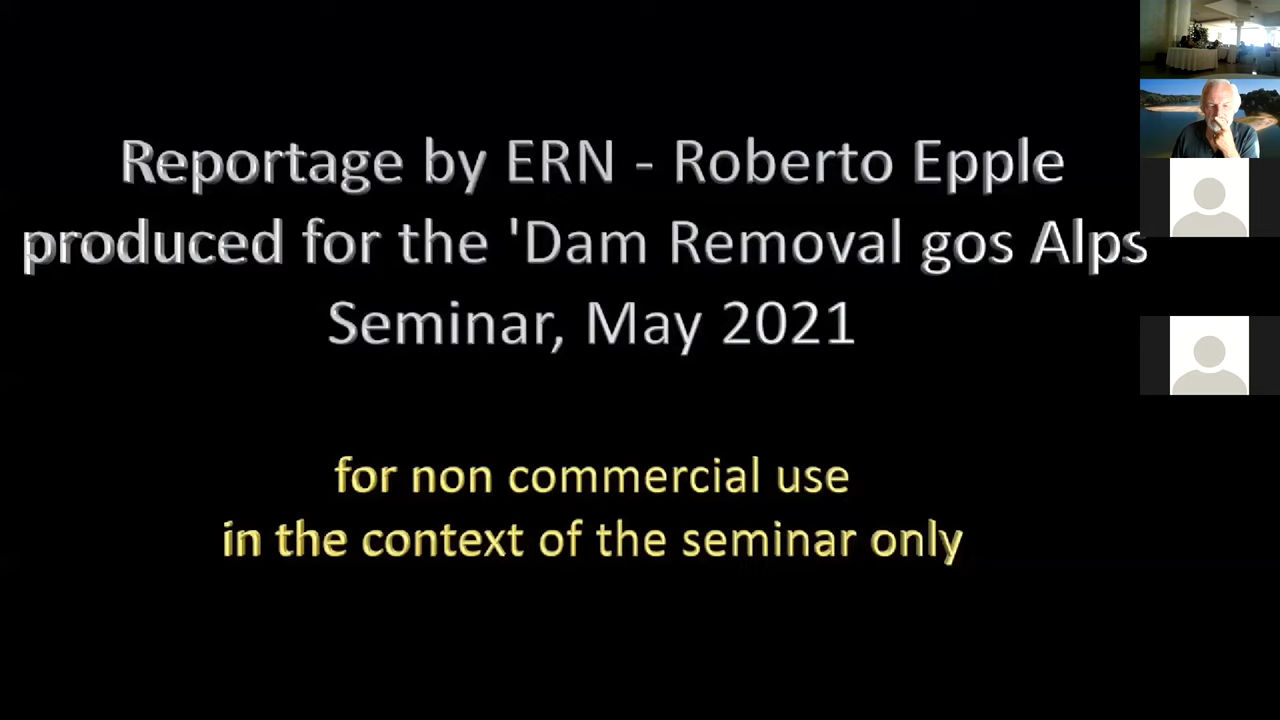 Reportage by ERN - Roberto Epple
produced for the 'Dam Removal gos Alps
Seminar, May 2021
for non commercial use
in the context of the seminar only